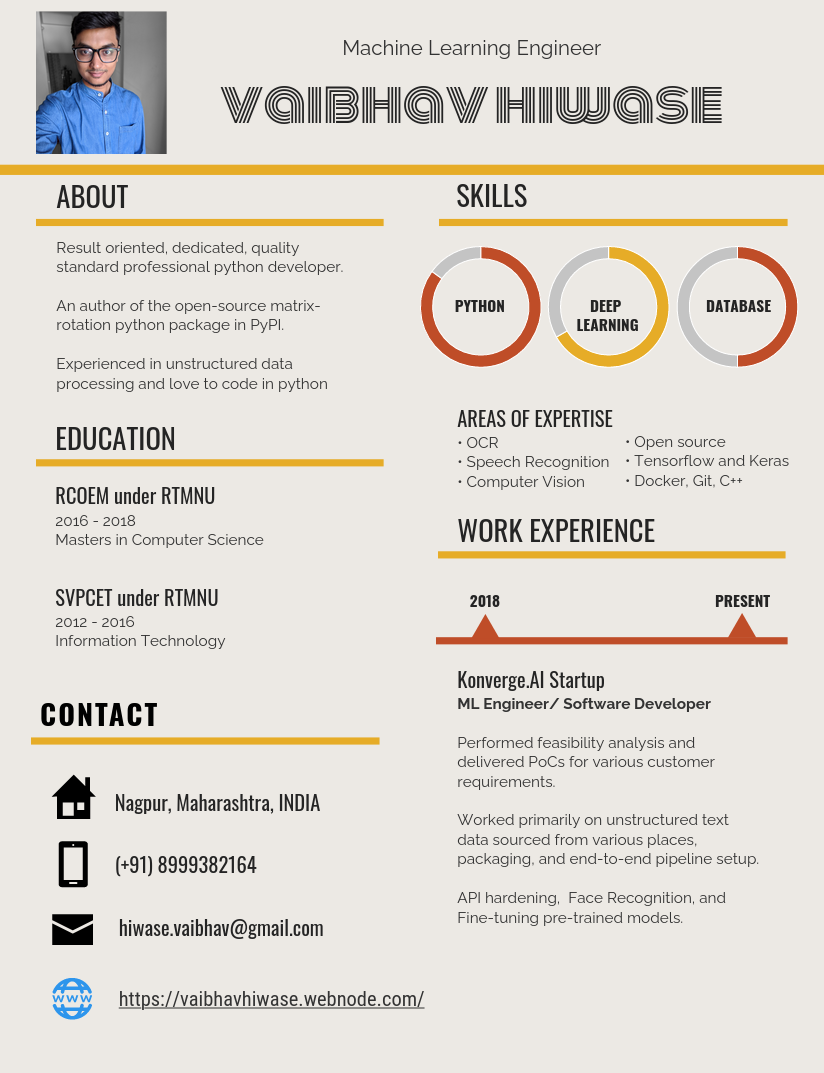 Machine Learning Engineer
VAIBHAV HIWASE
ABOUT
Result oriented, dedicated, quality
standard professional python developer.
An author of the open-source matrix-
rotation python package in PyPI.
Experienced in unstructured data
processing and love to code in python
EDUCATION
RCOEM under RTMNU
2016 - 2018
Masters in Computer Science
SVPCET under RTMNU
2012 - 2016
Information Technology
CONTACT
Nagpur, Maharashtra, INDIA
(+91) 8999382164
hiwase.vaibhav@gmail.com
WWW
https://vaibhavhiwase.webnode.com/
SKILLS
PYTHON
DEEP
LEARNING
DATABASE
AREAS OF EXPERTISE
• OCR
• Speech Recognition
• Computer Vision
• Open source
• Tensorflow and Keras
• Docker, Git, C++
WORK EXPERIENCE
2018
PRESENT
Konverge.AI Startup
ML Engineer/ Software Developer
Performed feasibility analysis and
delivered PoCs for various customer
requirements.
Worked primarily on unstructured text
data sourced from various places,
packaging, and end-to-end pipeline setup.
API hardening,  Face Recognition, and
Fine-tuning pre-trained models.